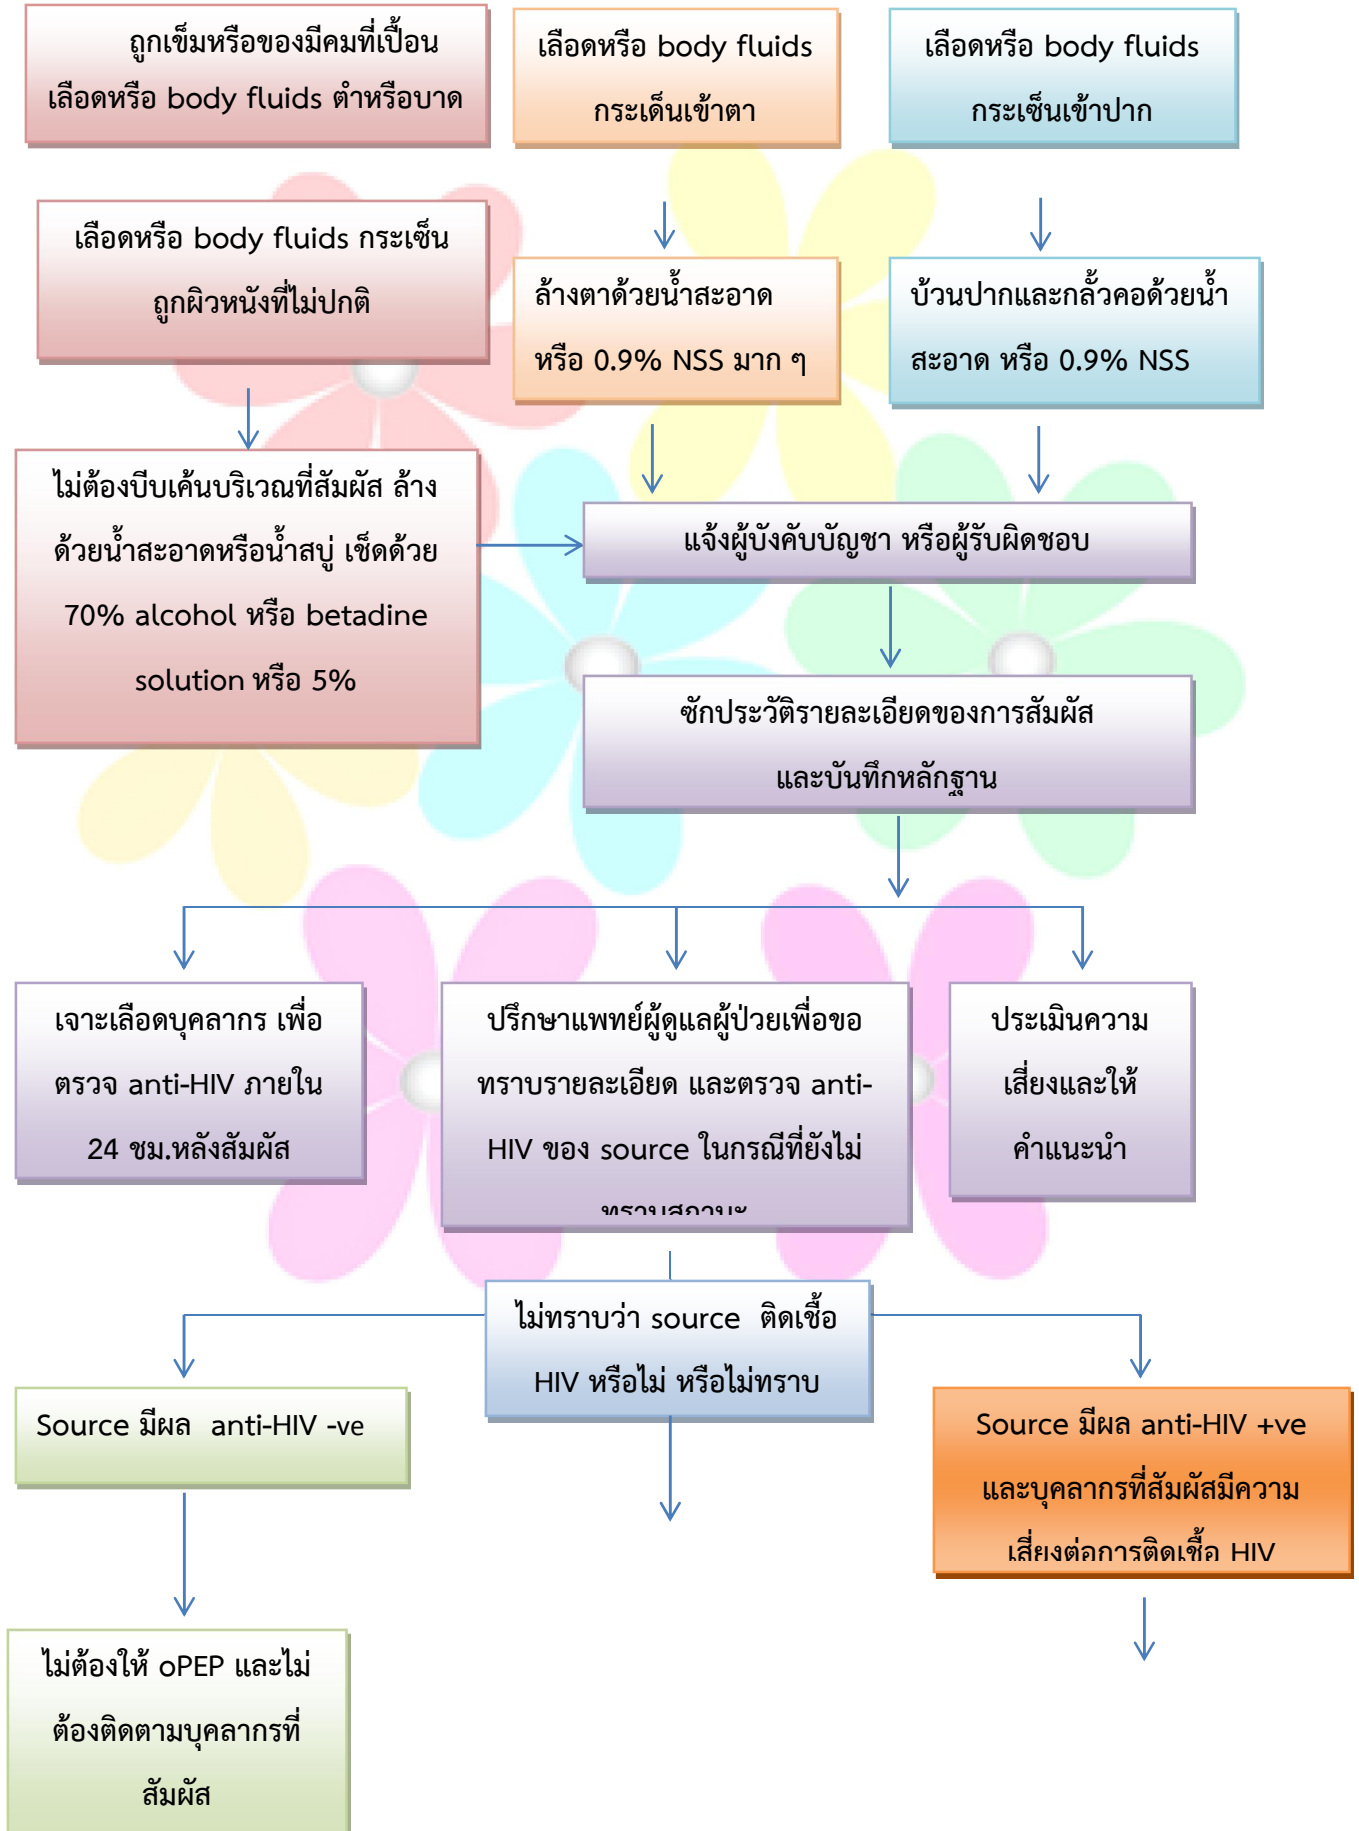 ถูกเข็มหรือของมีคมที่เปื้อน
เลือดหรือ body fluids ตำหรือบาด
เลือดหรือ body fluids
กระเด็นเข้าตา
เลือดหรือ body fluids
กระเซ็นเข้าปาก
เลือดหรือ body fluids กระเซ็น
ถูกผิวหนังที่ไม่ปกติ
ล้างตาด้วยน้ำสะอาด
หรือ 0.9% NSS มาก ๆ
บ้วนปากและกลั้วคอด้วยน้ำ
สะอาด หรือ 0.9% NSS
ไม่ต้องบีบเค้นบริเวณที่สัมผัส ล้าง
ด้วยน้ำสะอาดหรือน้ำสบู่ เช็ดด้วย
70% alcohol หรือ betadine
solution หรือ 5%
แจ้งผู้บังคับบัญชา หรือผู้รับผิดชอบ
ซักประวัติรายละเอียดของการสัมผัส
และบันทึกหลักฐาน
เจาะเลือดบุคลากร เพื่อ
ตรวจ anti-HIV ภายใน
24 ชม.หลังสัมผัส
ปรึกษาแพทย์ผู้ดูแลผู้ป่วยเพื่อขอ
ทราบรายละเอียด และตรวจ anti-
HIV ของ source ในกรณีที่ยังไม่
ทราบสถานะ
ประเมินความ
เสี่ยงและให้
คำแนะนำ
ไม่ทราบว่า source ติดเชื้อ
HIV หรือไม่ หรือไม่ทราบ
Source มีผล anti-HIV -ve
Source มีผล anti-HIV +ve
และบุคลากรที่สัมผัสมีความ
เสี่ยงต่อการติดเชื้อ HIV
ไม่ต้องให้ oPEP และไม่
ต้องติดตามบุคลากรที่
สัมผัส